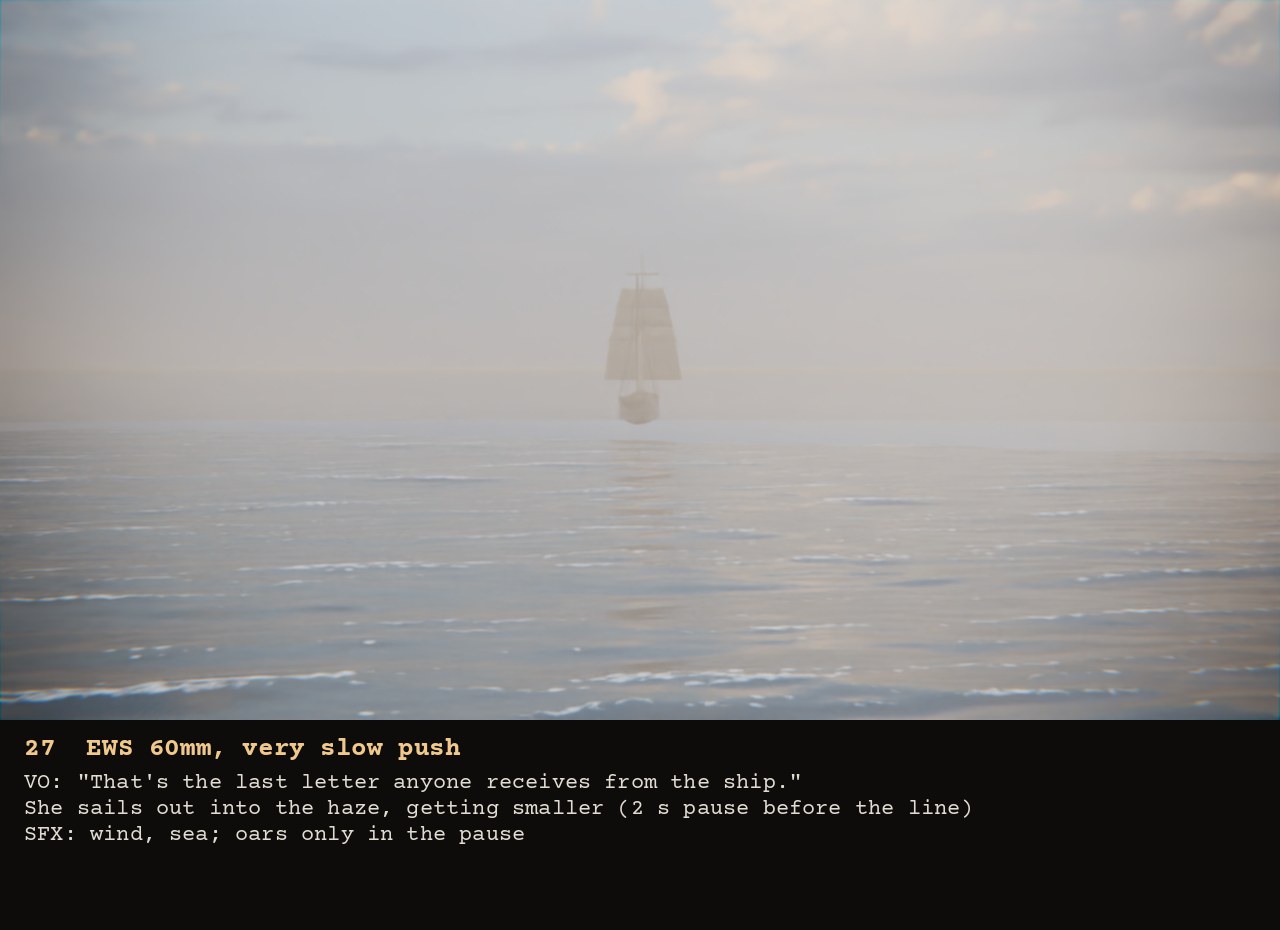 27  EWS 60mm, very slow push
VO: "That's the last letter anyone receives from the ship."
She sails out into the haze, getting smaller (2 s pause before the line)
SFX: wind, sea; oars only in the pause